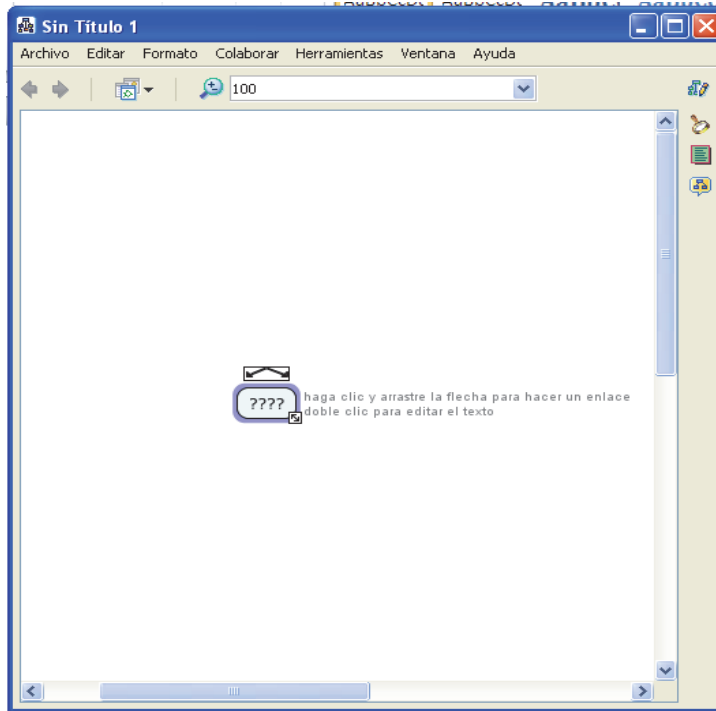 Sin Título 1
Archivo Editar Formato Colaborar Herramientas Ventana Ayuda
100
????
haga clic y arrastre la flecha para hacer un enlace
doble clic para editar el texto